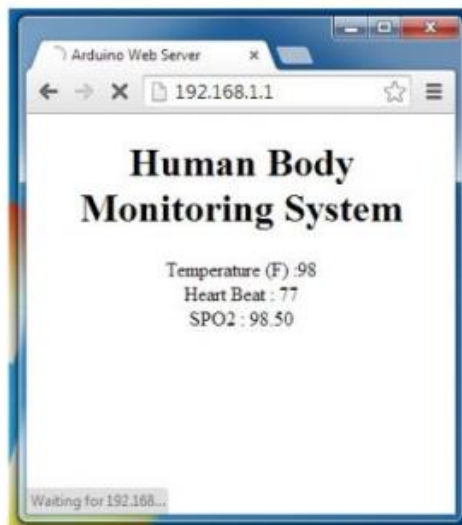 Arduino Web Server
192.168.1.1
Human Body
Monitoring System
Temperature (F) :98
Heart Beat : 77
SPO2 : 98.50
Waiting for 192.168...